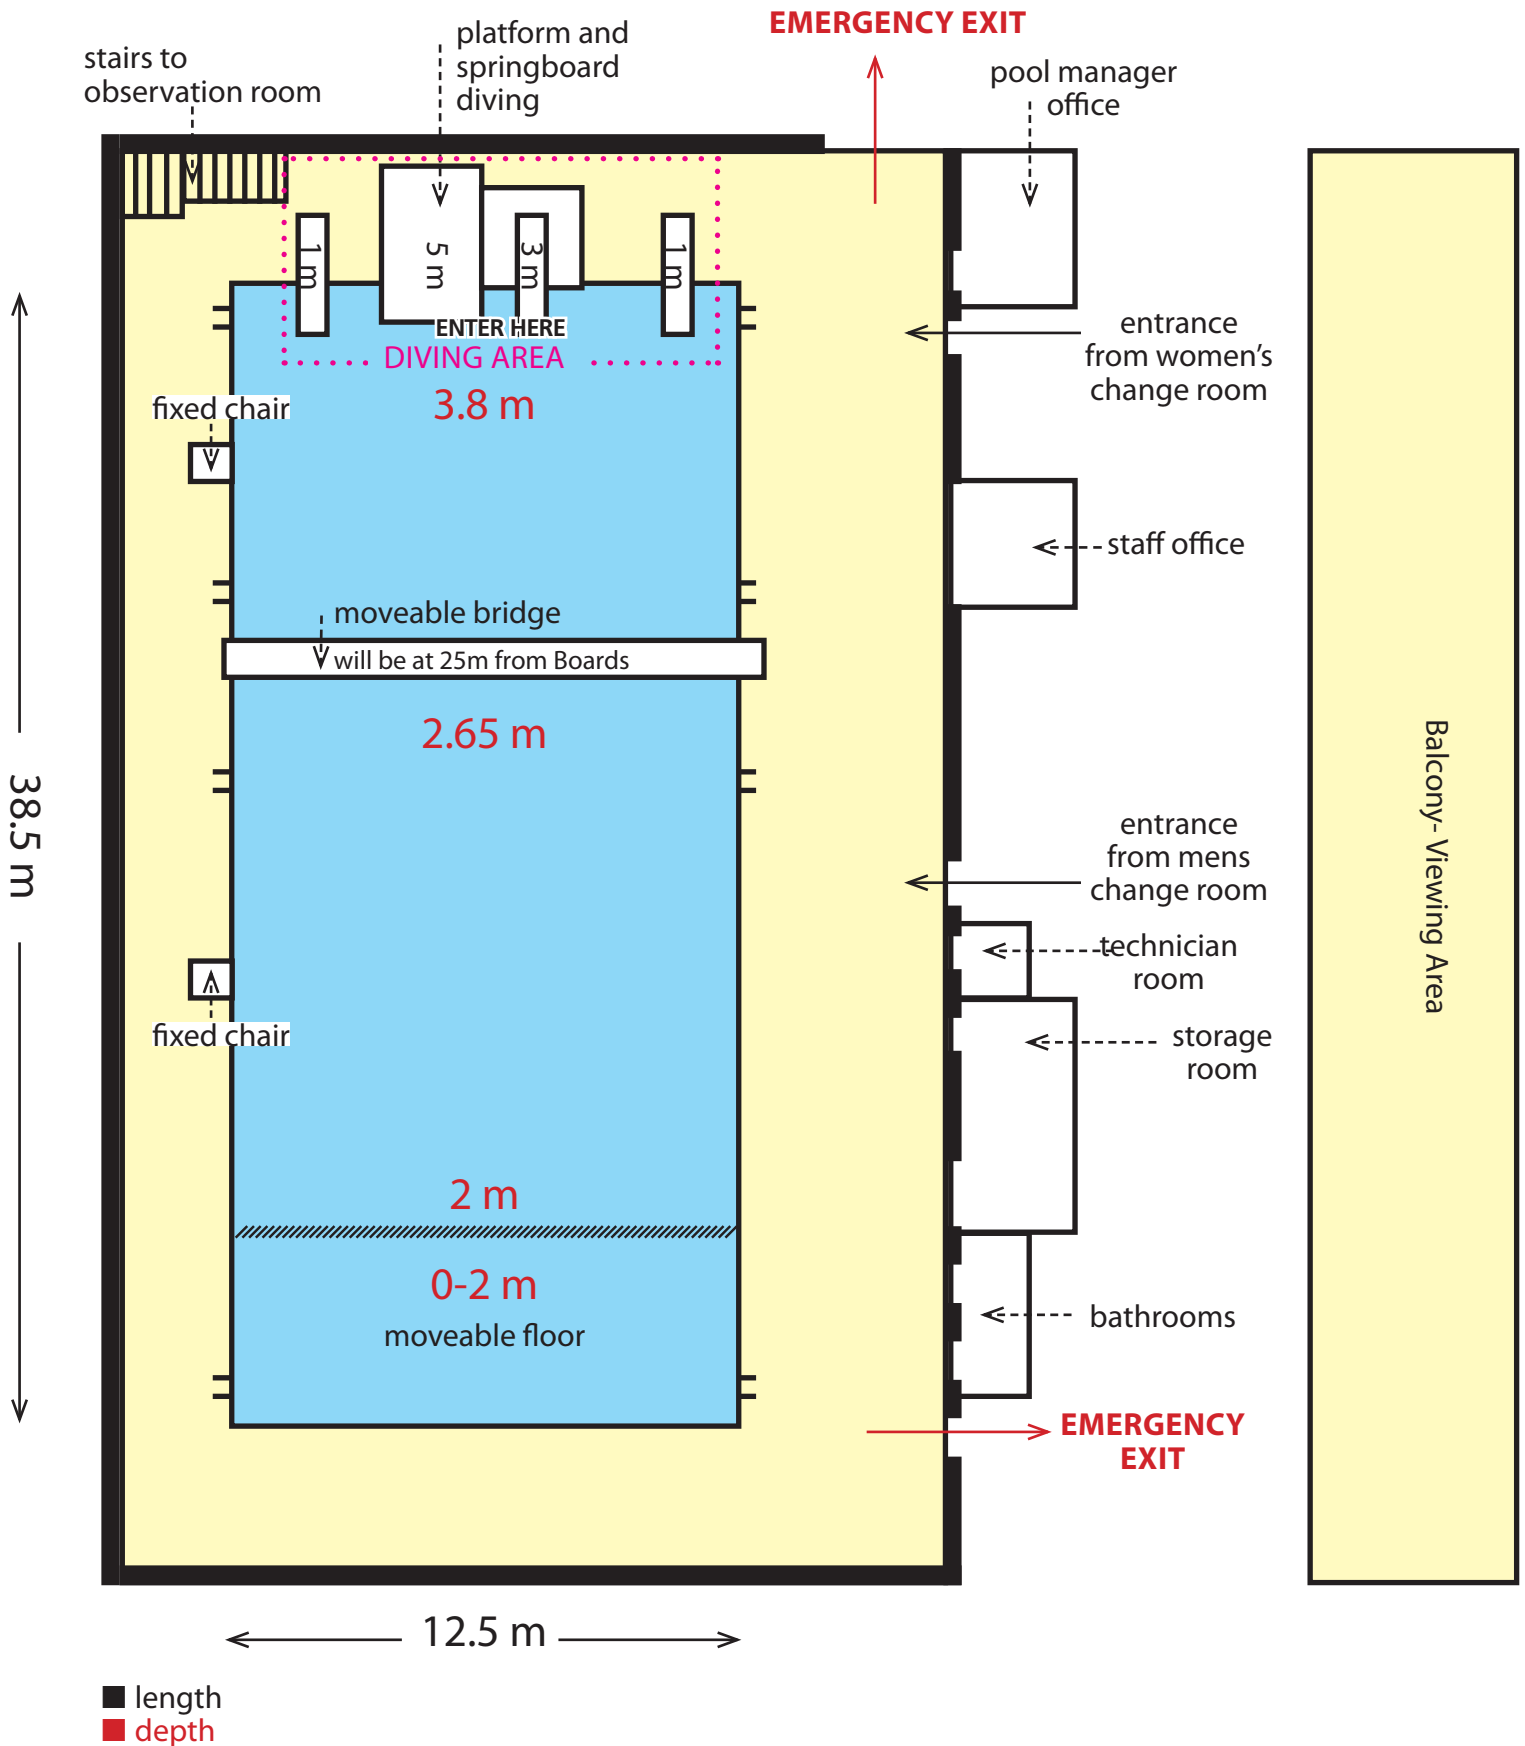 EMERGENCY EXIT
platform and
springboard
diving
stairs to
observation room
pool manager
office
1 m
5 m
3 m
1 m
ENTER HERE
DIVING AREA
entrance
from women's
change room
3.8 m
fixed chair
staff office
moveable bridge
will be at 25m from Boards
2.65 m
38.5 m
Balcony- Viewing Area
entrance
from mens
change room
technician
room
fixed chair
storage
room
2 m
0-2 m
moveable floor
bathrooms
EMERGENCY
EXIT
12.5 m
length
depth